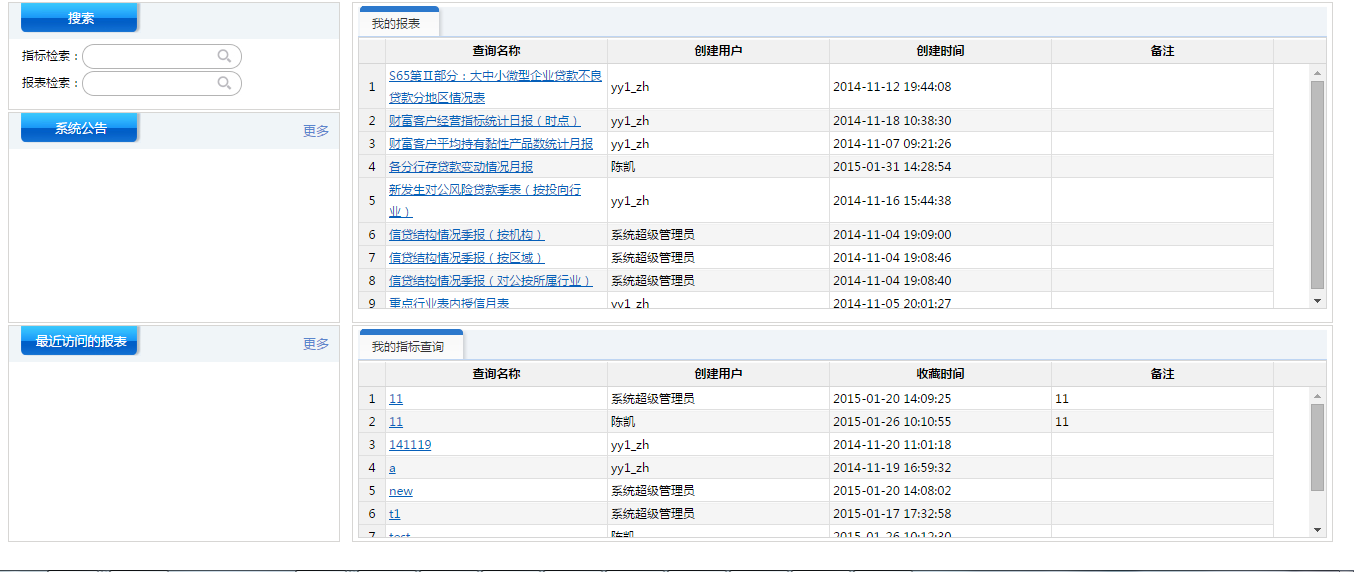 搜索
指标检索：
报表检索：
系统公告
更多
最近访问的报表
更多
我的报表
查询名称 创建用户 创建时间 备注
1 S65第Ⅱ部分：大中小微型企业贷款不良贷款分地区情况表 yy1_zh 2014-11-12 19:44:08
2 财富客户经营指标统计日报（时点） yy1_zh 2014-11-18 10:38:30
3 财富客户平均持有黏性产品数统计月报 yy1_zh 2014-11-07 09:21:26
4 各分行存贷款变动情况月报 陈凯 2015-01-31 14:28:54
5 新发生对公风险贷款季表（按投向行业） yy1_zh 2014-11-16 15:44:38
6 信贷结构情况季报（按机构） 系统超级管理员 2014-11-04 19:09:00
7 信贷结构情况季报（按区域） 系统超级管理员 2014-11-04 19:08:46
8 信贷结构情况季报（对公按所属行业） 系统超级管理员 2014-11-04 19:08:40
9 重点行业表内授信月表 yy1_zh 2014-11-05 20:01:27
我的指标查询
查询名称 创建用户 收藏时间 备注
1 11 系统超级管理员 2015-01-20 14:09:25 11
2 11 陈凯 2015-01-26 10:10:55 11
3 141119 yy1_zh 2014-11-20 11:01:18
4 a yy1_zh 2014-11-19 16:59:32
5 new 系统超级管理员 2015-01-20 14:08:02
6 t1 系统超级管理员 2015-01-17 17:32:58
7 test 陈凯 2015-01-26 10:12:30